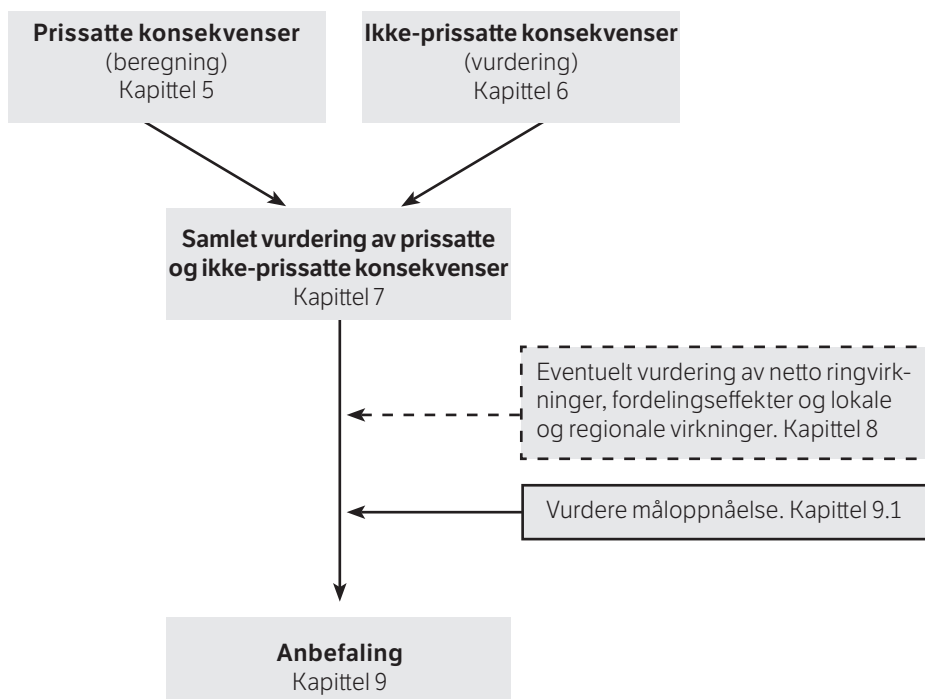 Prissatte konsekvenser
(beregning)
Kapittel 5
Ikke-prissatte konsekvenser
(vurdering)
Kapittel 6
Samlet vurdering av prissatte
og ikke-prissatte konsekvenser
Kapittel 7
Eventuelt vurdering av netto ringvirk-
ninger, fordelingseffekter og lokale
og regionale virkninger. Kapittel 8
Vurdere måloppnåelse. Kapittel 9.1
Anbefaling
Kapittel 9